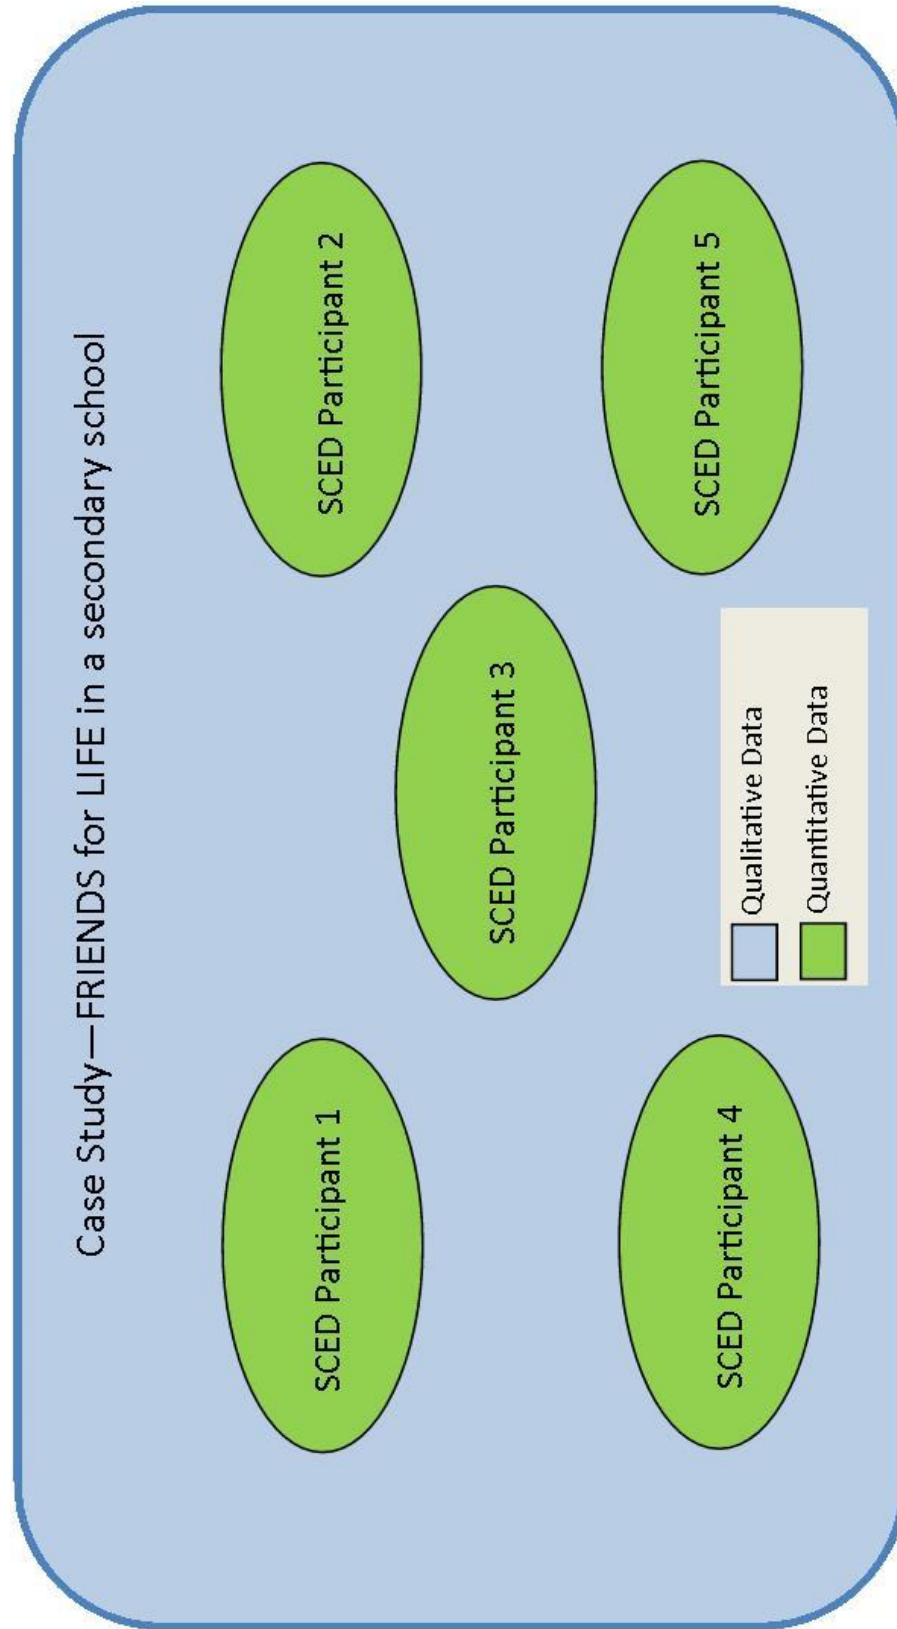 Case Study—FRIENDS for LIFE in a secondary school
SCED Participant 1
SCED Participant 2
SCED Participant 3
SCED Participant 4
SCED Participant 5
Qualitative Data
Quantitative Data